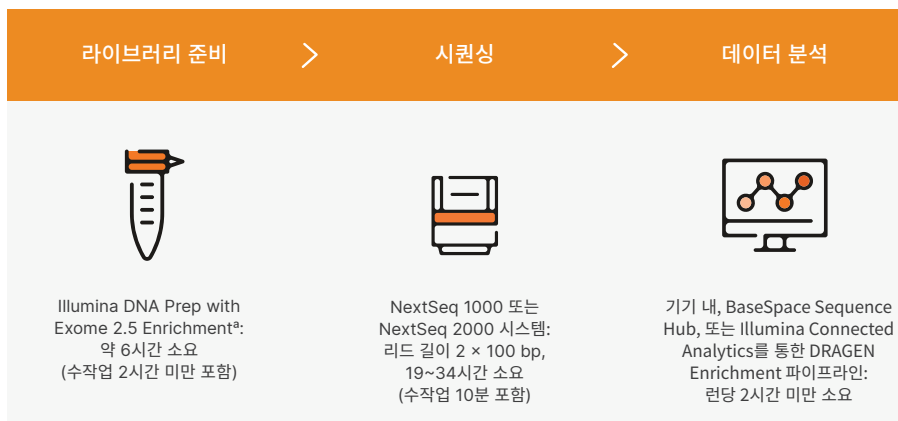 라이브러리 준비
시퀀싱
데이터 분석
Illumina DNA Prep with
Exome 2.5 Enrichmentᵃ:
약 6시간 소요
(수작업 2시간 미만 포함)
NextSeq 1000 또는
NextSeq 2000 시스템:
리드 길이 2 × 100 bp,
19~34시간 소요
(수작업 10분 포함)
기기 내, BaseSpace Sequence
Hub, 또는 Illumina Connected
Analytics를 통한 DRAGEN
Enrichment 파이프라인:
런당 2시간 미만 소요